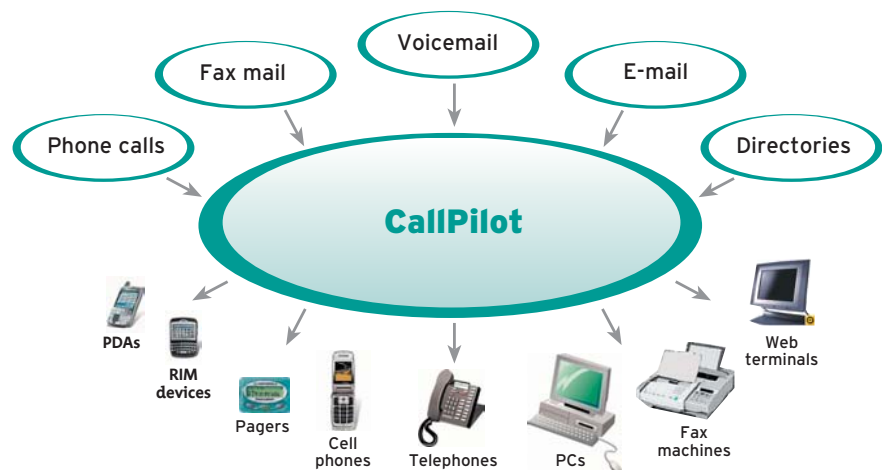 Voicemail
Fax mail
E-mail
Phone calls
Directories
CallPilot
PDAs
RIM
devices
Pagers
Cell
phones
Telephones
PCs
Fax
machines
Web
terminals